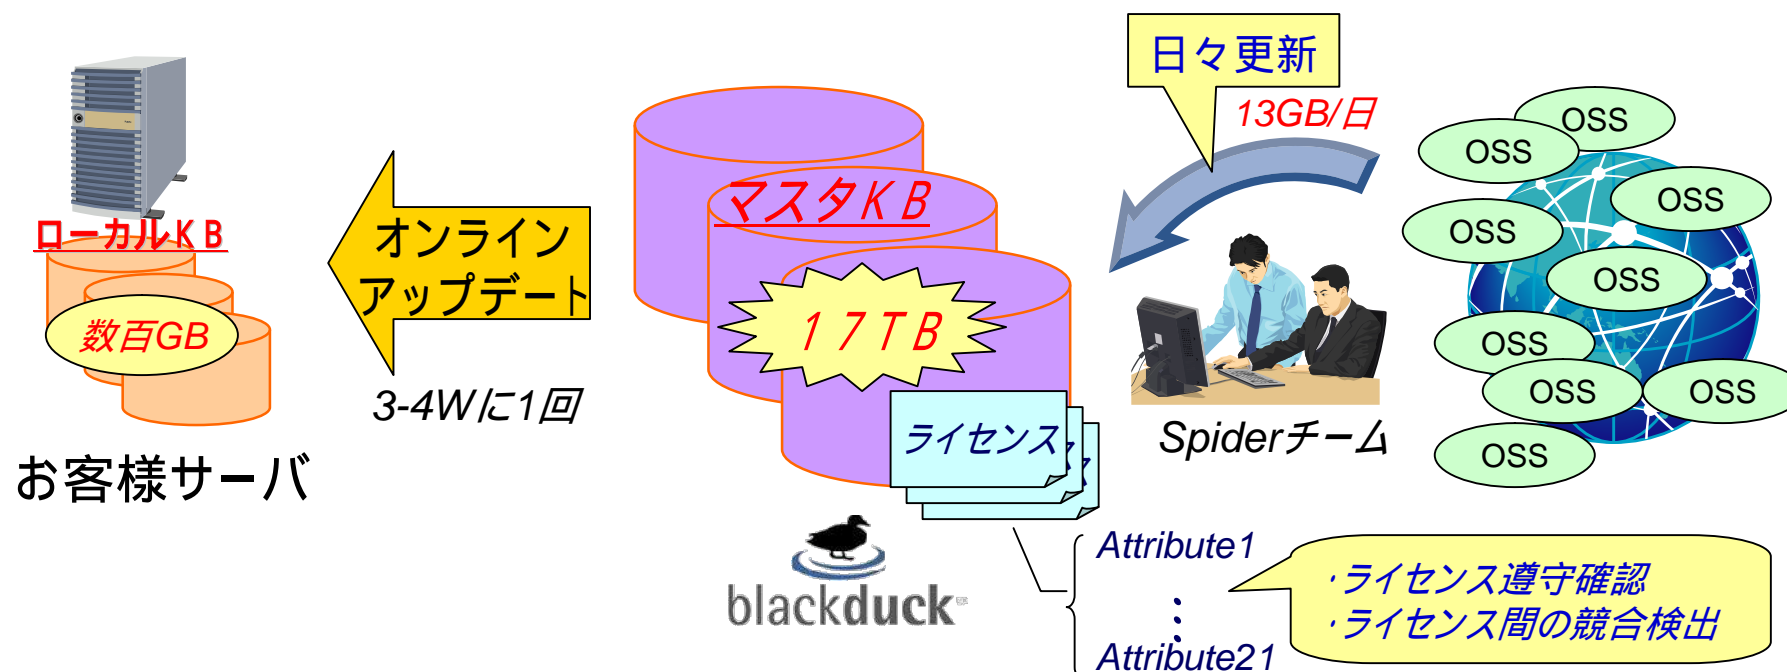 日々更新
13GB/日
OSS
OSS
OSS
OSS
OSS
OSS
OSS
OSS
OSS
マスタKB
17TB
ローカルKB
数百GB
お客様サーバ
オンライン
アップデート
3-4Wに1回
Spiderチーム
ライセンス
blackduck
Attribute1
Attribute21
・ライセンス遵守確認
・ライセンス間の競合検出